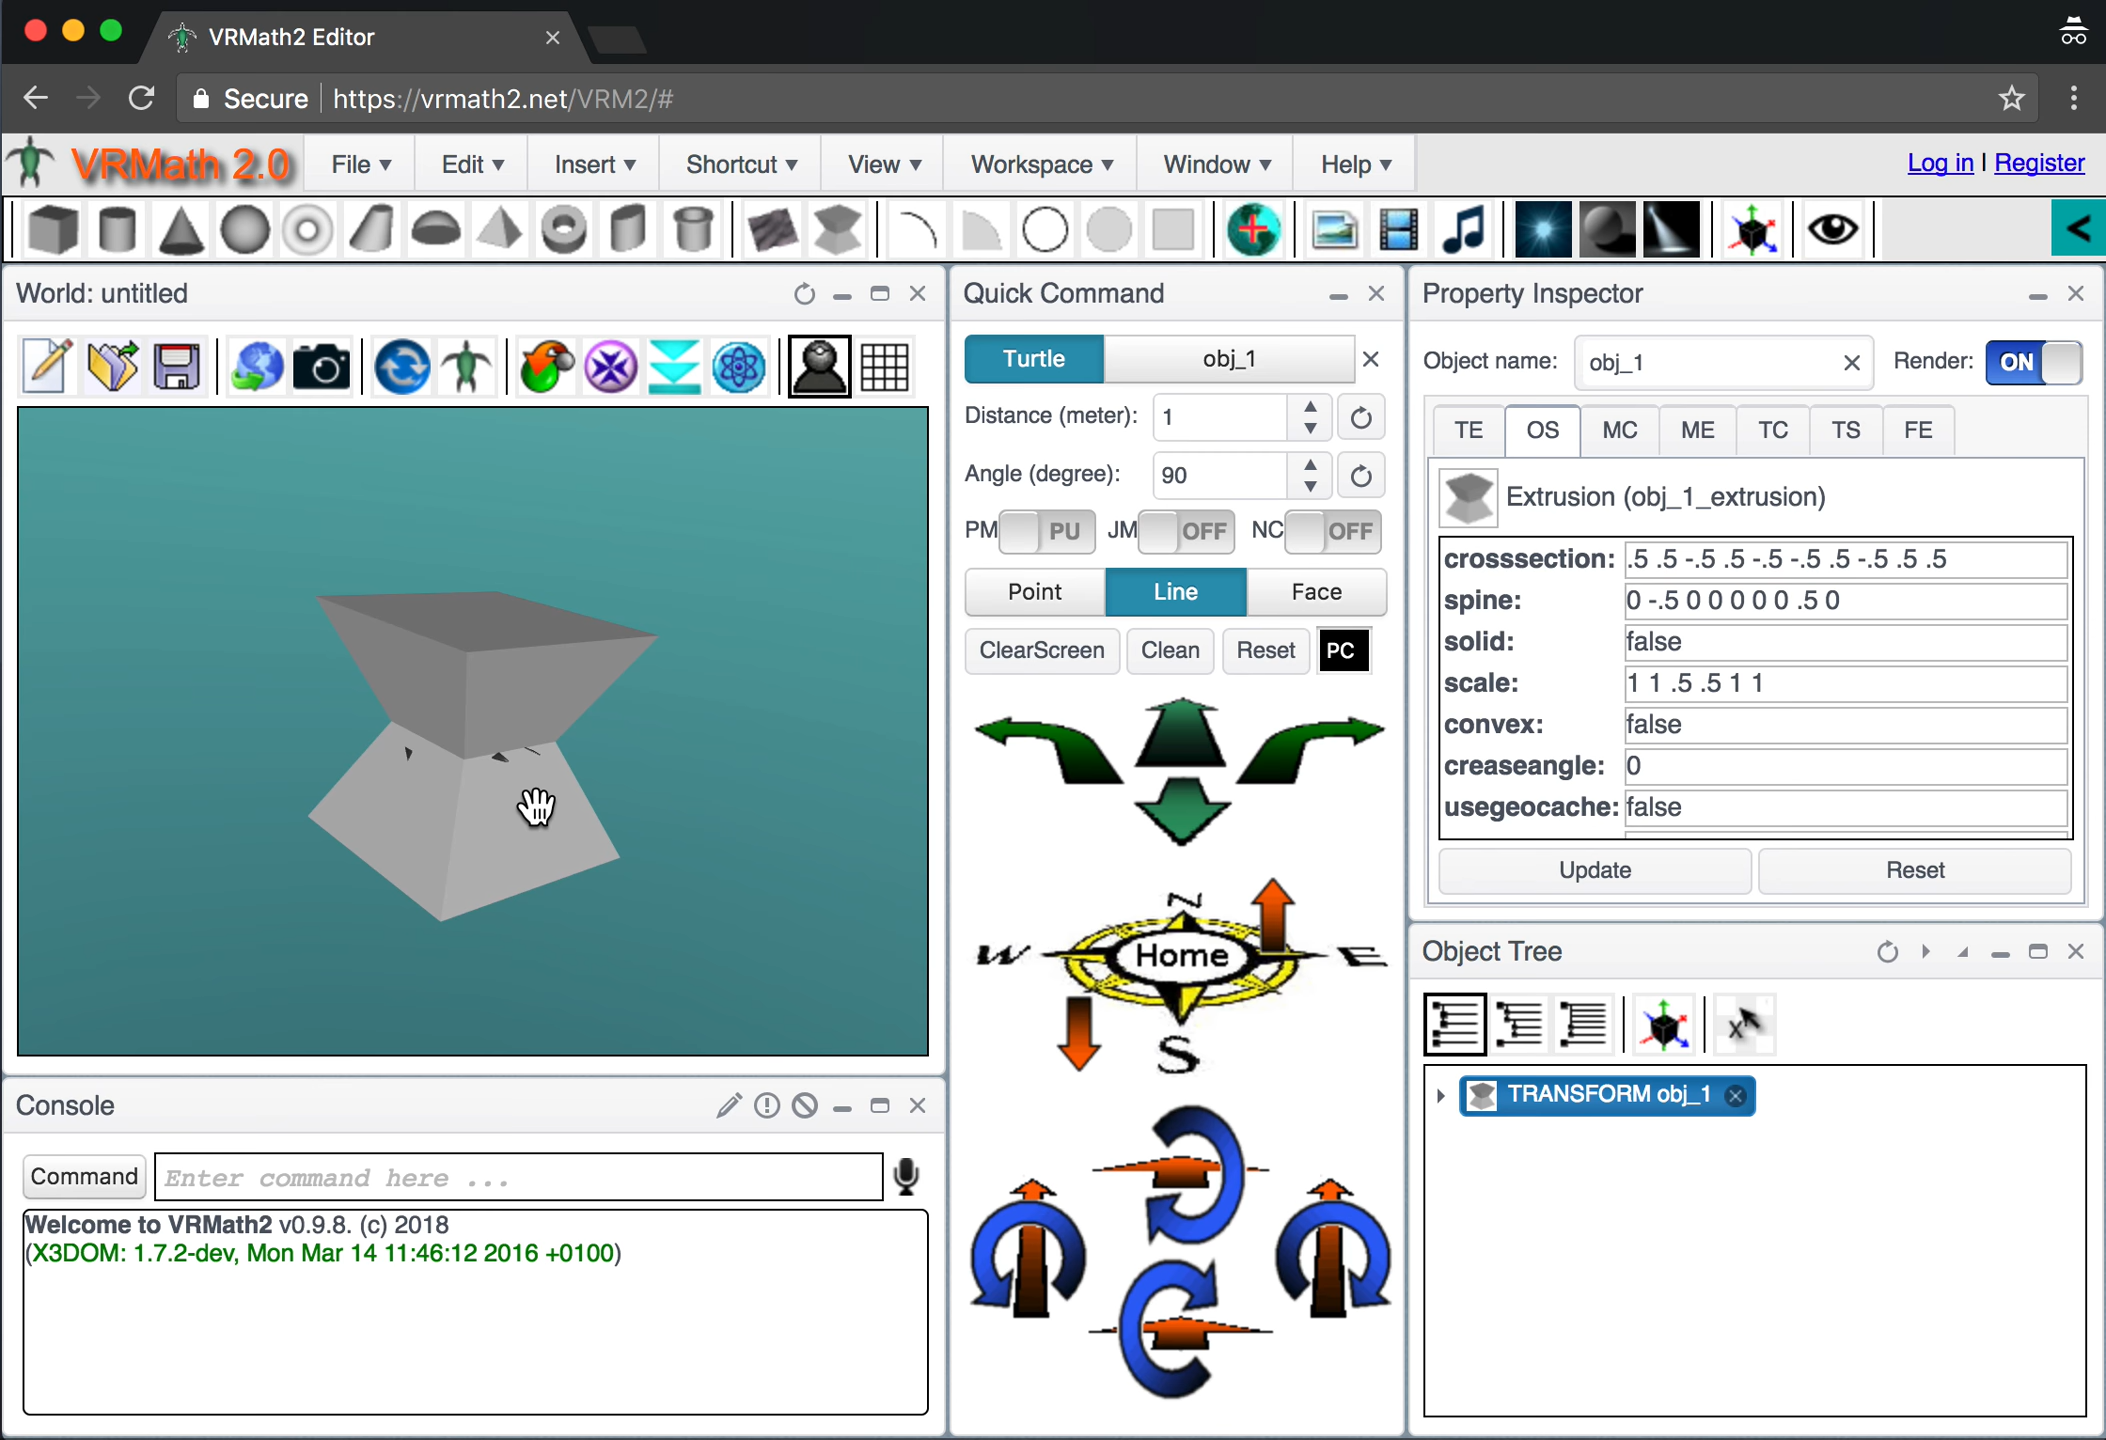 VRMath2 Editor
Secure https://vrmath2.net/VRM2/#
VRMath 2.0 File Edit Insert Shortcut View Workspace Window Help Log in | Register
World: untitled
Console
Command Enter command here ...
Welcome to VRMath2 v0.9.8. (c) 2018
(X3DOM: 1.7.2-dev, Mon Mar 14 11:46:12 2016 +0100)
Quick Command
Turtle obj_1
Distance (meter): 1
Angle (degree): 90
PM PU JM OFF NC OFF
Point Line Face
ClearScreen Clean Reset PC
N
W Home E
S
Property Inspector
Object name: obj_1 Render: ON
TE OS MC ME TC TS FE
Extrusion (obj_1_extrusion)
crosssection: .5 .5 -.5 .5 -.5 -.5 .5 -.5 .5 .5
spine: 0 -.5 0 0 0 0 0 .5 0
solid: false
scale: 1 1 .5 .5 1 1
convex: false
creaseangle: 0
usegeocache: false
Update Reset
Object Tree
X
TRANSFORM obj_1